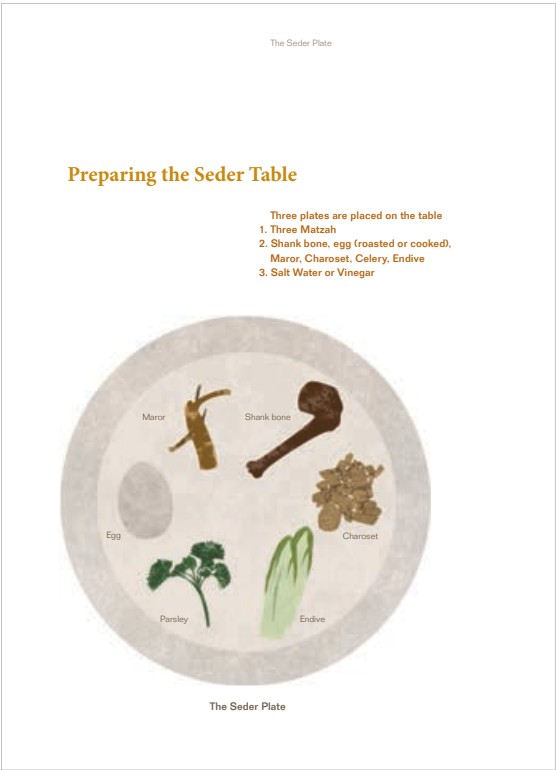 The Seder Plate
Preparing the Seder Table
Three plates are placed on the table
1. Three Matzah
2. Shank bone, egg (roasted or cooked),
Maror, Charoset, Celery, Endive
3. Salt Water or Vinegar
Maror
Shank bone
Egg
Charoset
Parsley
Endive
The Seder Plate